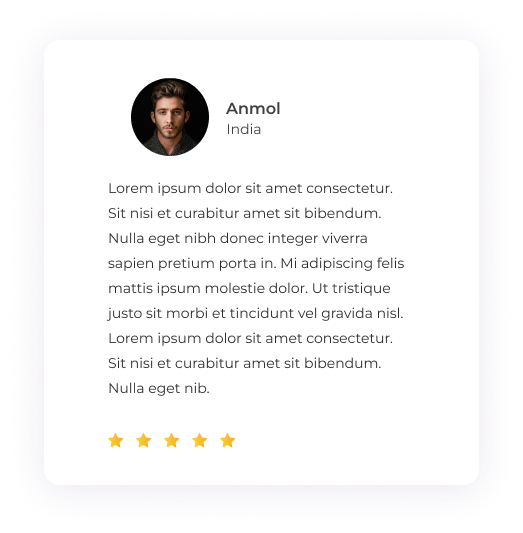 Anmol
India
Lorem ipsum dolor sit amet consectetur.
Sit nisi et curabitur amet sit bibendum.
Nulla eget nibh donec integer viverra
sapien pretium porta in. Mi adipiscing felis
mattis ipsum molestie dolor. Ut tristique
justo sit morbi et tincidunt vel gravida nisl.
Lorem ipsum dolor sit amet consectetur.
Sit nisi et curabitur amet sit bibendum.
Nulla eget nib.